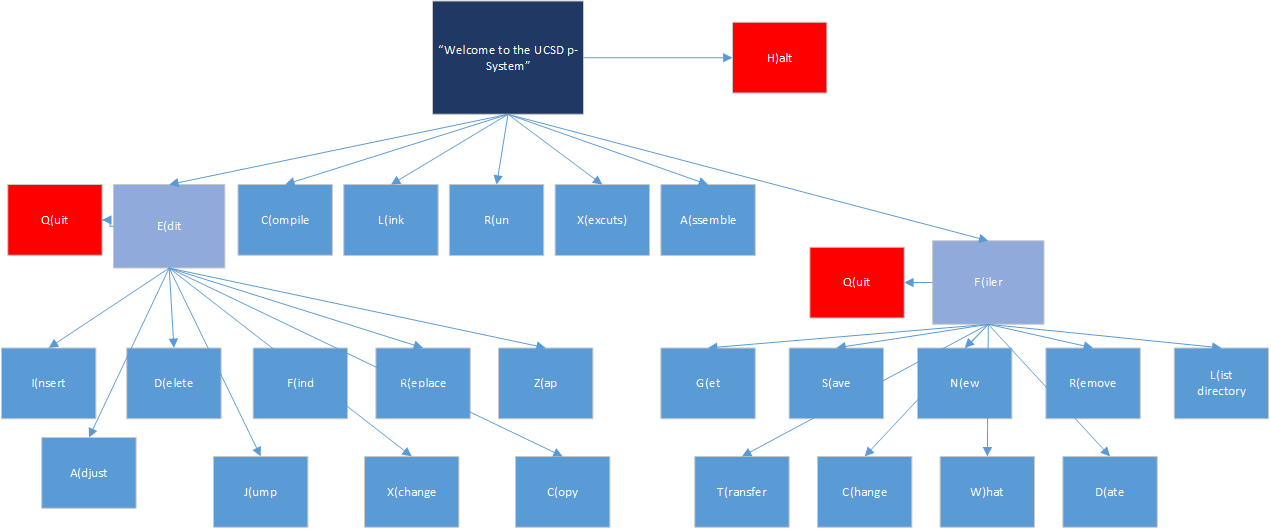 “Welcome to the UCSD p-
System”
H)alt
Q(uit
E(dit
C(ompile
L(ink
R(un
X(excuts)
A(ssemble
Q(uit
F(iler
I(nsert
D(elete
F(ind
R(eplace
Z(ap
G(et
S(ave
N(ew
R(emove
L(ist
directory
A(djust
J(ump
X(change
C(opy
T(ransfer
C(hange
W)hat
D(ate